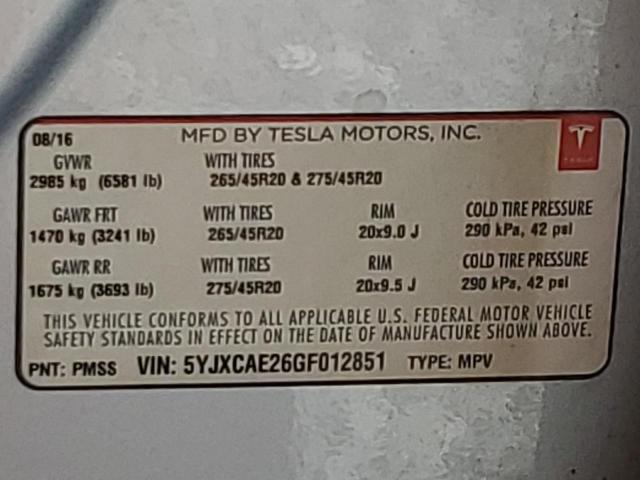 08/16 MFD BY TESLA MOTORS, INC.
TESLA
GVWR WITH TIRES
2985 kg (6581 lb) 265/45R20 & 275/45R20
GAWR FRT WITH TIRES RIM COLD TIRE PRESSURE
1470 kg (3241 lb) 265/45R20 20x9.0 J 290 kPa, 42 psi
GAWR RR WITH TIRES RIM COLD TIRE PRESSURE
1675 kg (3693 lb) 275/45R20 20x9.5 J 290 kPa, 42 psi
THIS VEHICLE CONFORMS TO ALL APPLICABLE U.S. FEDERAL MOTOR VEHICLE
SAFETY STANDARDS IN EFFECT ON THE DATE OF MANUFACTURE SHOWN ABOVE.
PNT: PMSS VIN: 5YJXCAE26GF012851 TYPE: MPV